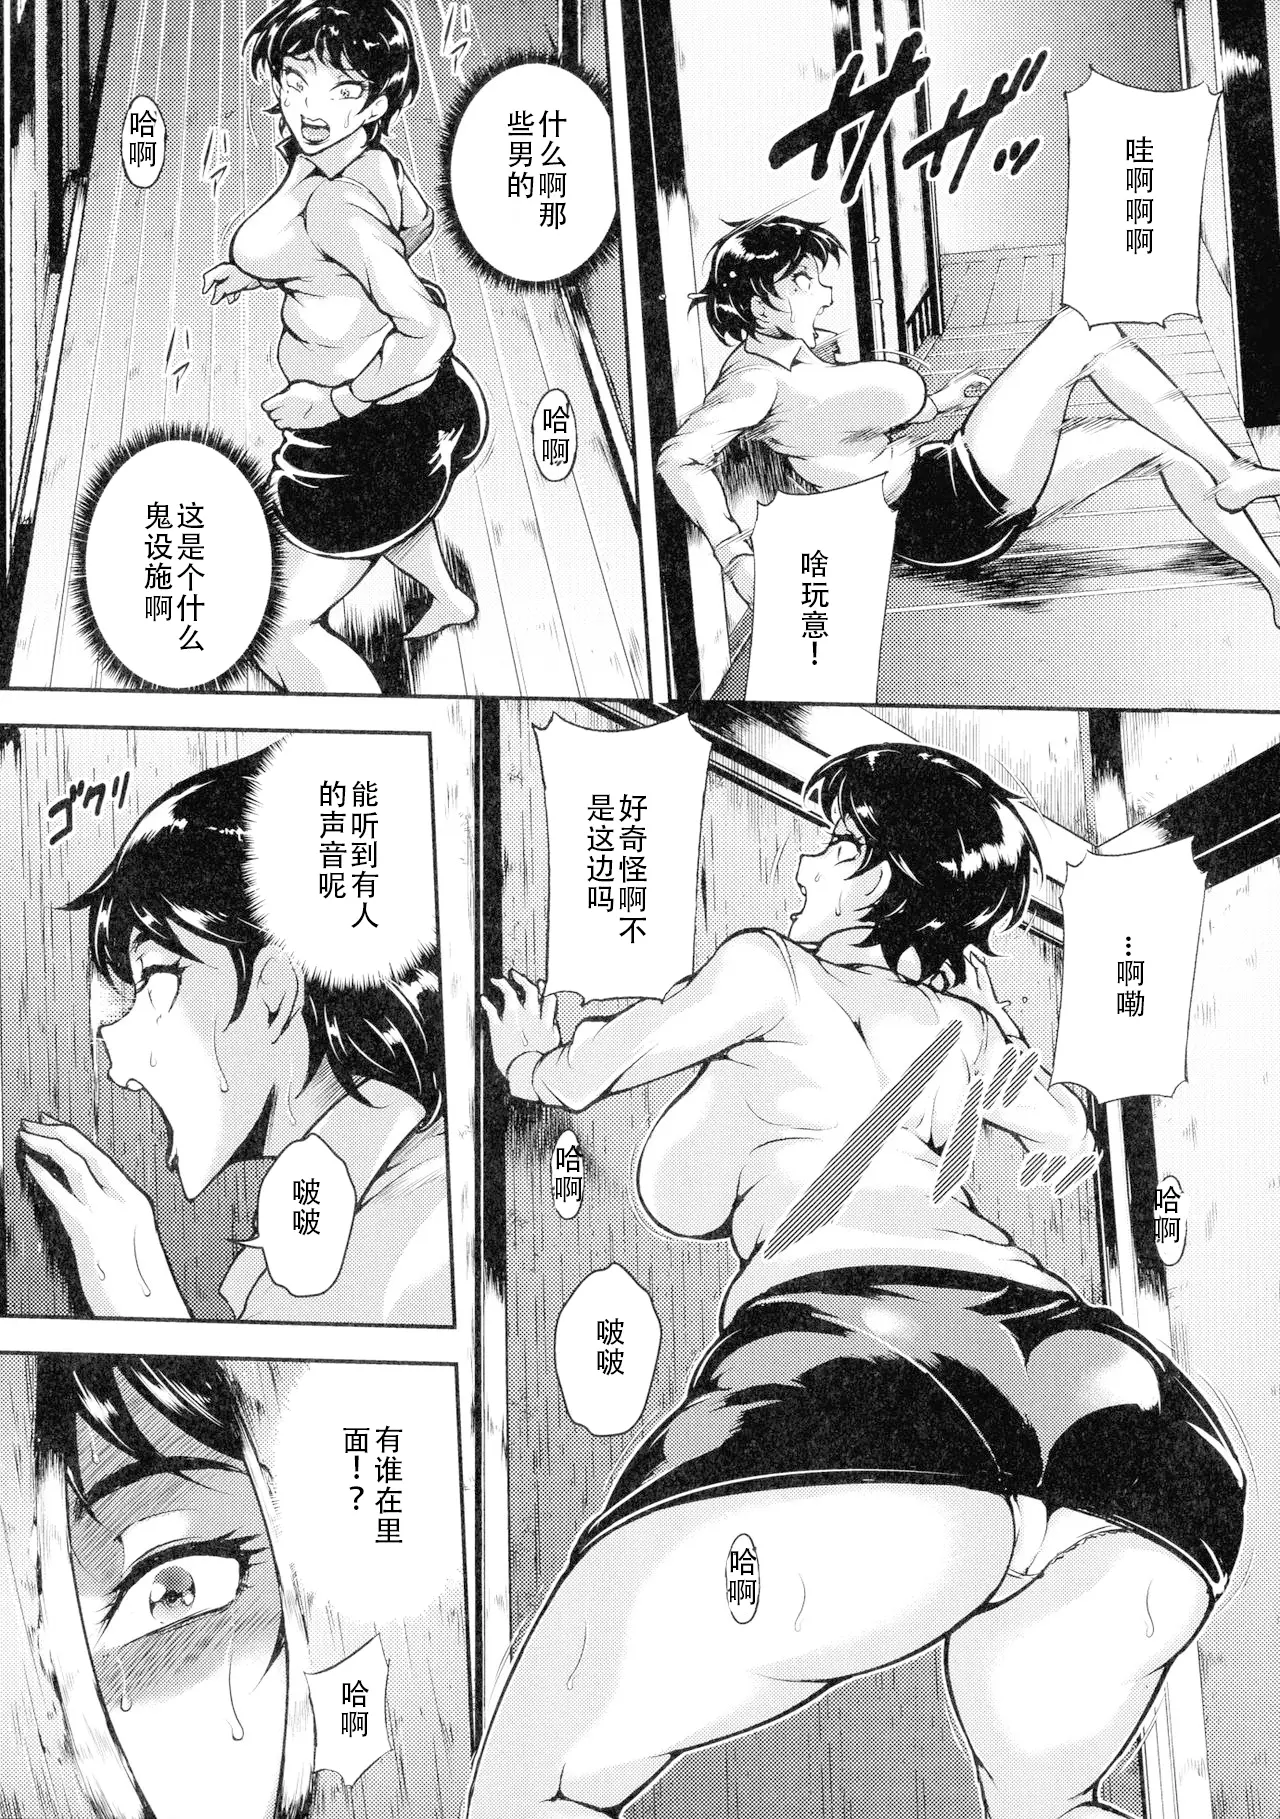 哇啊啊啊
ザザザッ
啥玩意！
什么啊那
些男的
哈
啊
哈
啊
这是个什么
鬼设施啊
…啊嘞
好奇怪啊不
是这边吗
哈
啊
哈
啊
啵
啵
哈
啊
能听到有人
的声音呢
ゴクリ
啵
啵
有谁在里
面！？
哈
啊